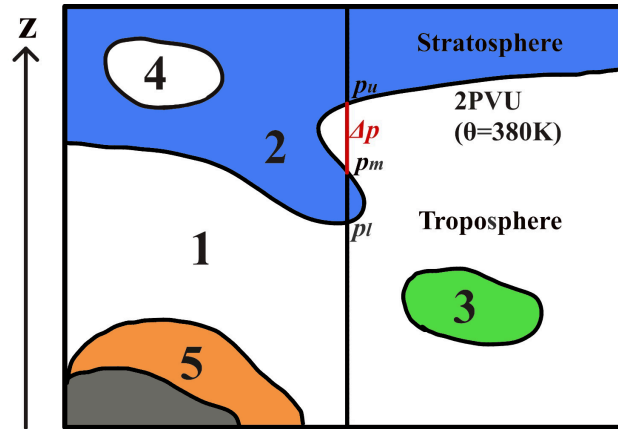 z
Stratosphere
4
pu
2PVU
(θ=380K)
Δp
2
pm
1
pl
Troposphere
3
5